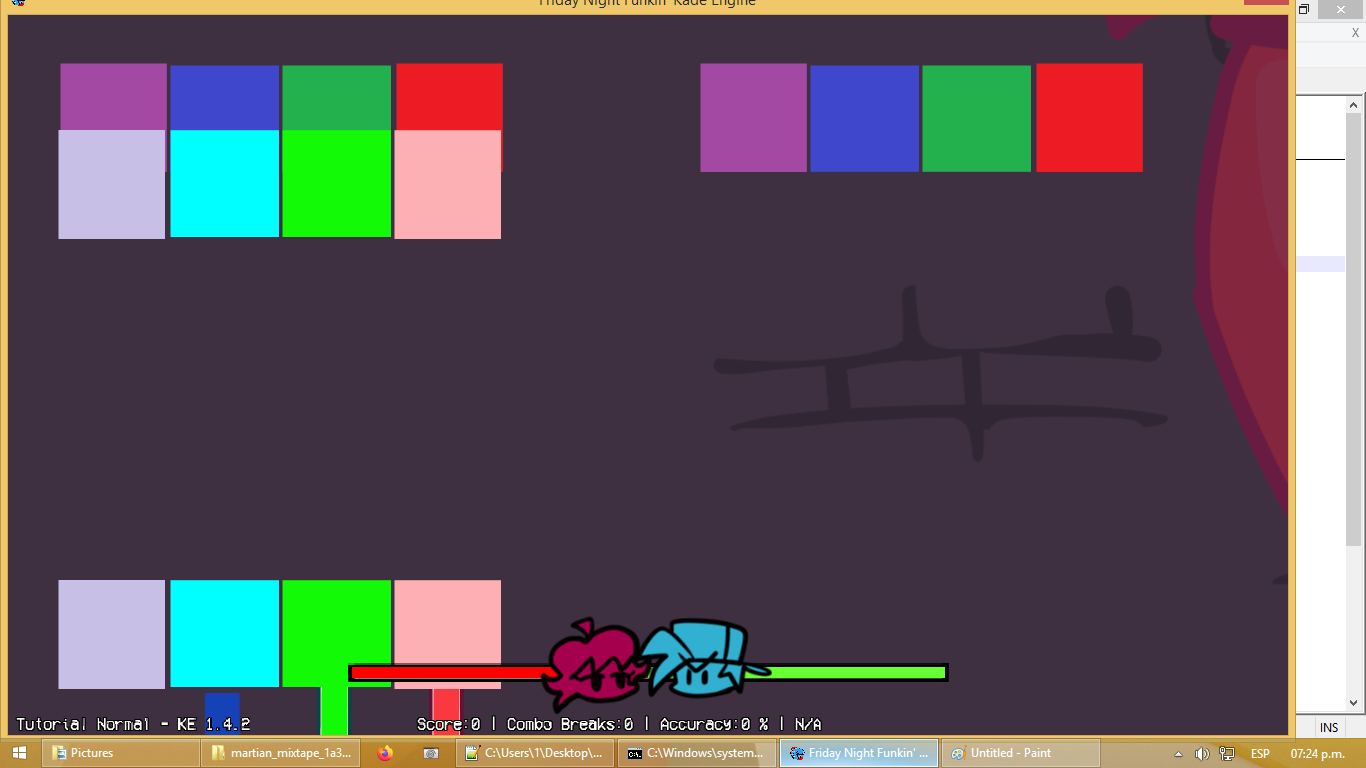 Friday Night Funkin' Kade Engine
X
Tutorial Normal - KE 1.4.2
Score:0 | Combo Breaks:0 | Accuracy:0 % | N/A
INS
Pictures
martian_mixtape_1a3...
C:\Users\1\Desktop\...
C:\Windows\system...
Friday Night Funkin' ...
Untitled - Paint
ESP
07:24 p.m.